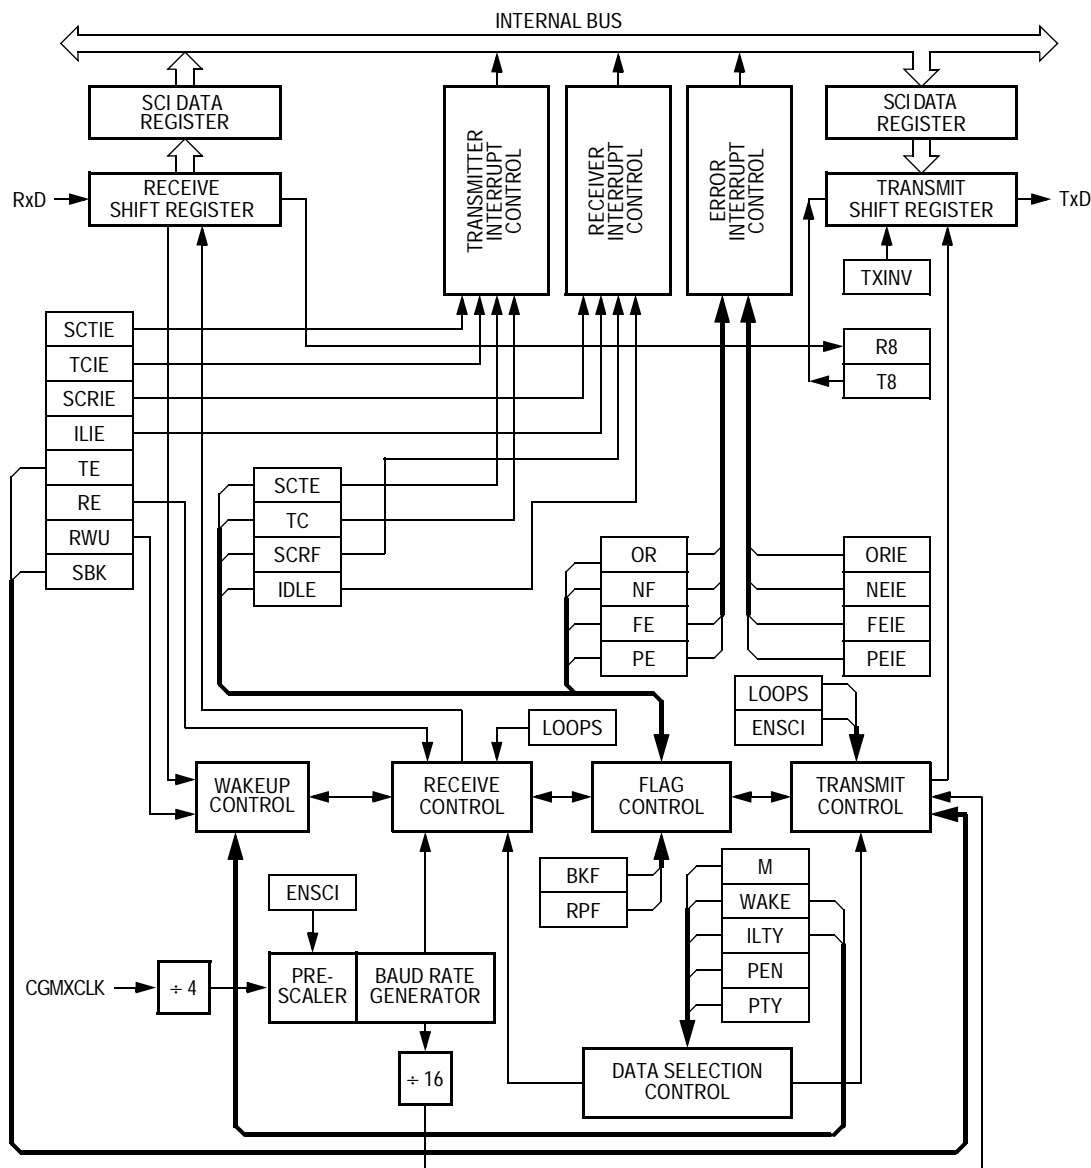 INTERNAL BUS
SCI DATA
REGISTER
SCI DATA
REGISTER
TRANSMITTER
INTERRUPT
CONTROL
RECEIVER
INTERRUPT
CONTROL
ERROR
INTERRUPT
CONTROL
RxD
RECEIVE
SHIFT REGISTER
TRANSMIT
SHIFT REGISTER
TxD
TXINV
SCTIE
TCIE
SCRIE
ILIE
TE
RE
RWU
SBK
R8
T8
SCTE
TC
SCRF
IDLE
OR
NF
FE
PE
ORIE
NEIE
FEIE
PEIE
LOOPS
LOOPS
ENSCI
WAKEUP
CONTROL
RECEIVE
CONTROL
FLAG
CONTROL
TRANSMIT
CONTROL
BKF
RPF
M
WAKE
ILTY
PEN
PTY
ENSCI
CGMXCLK
÷ 4
PRE-
SCALER
BAUD RATE
GENERATOR
÷ 16
DATA SELECTION
CONTROL